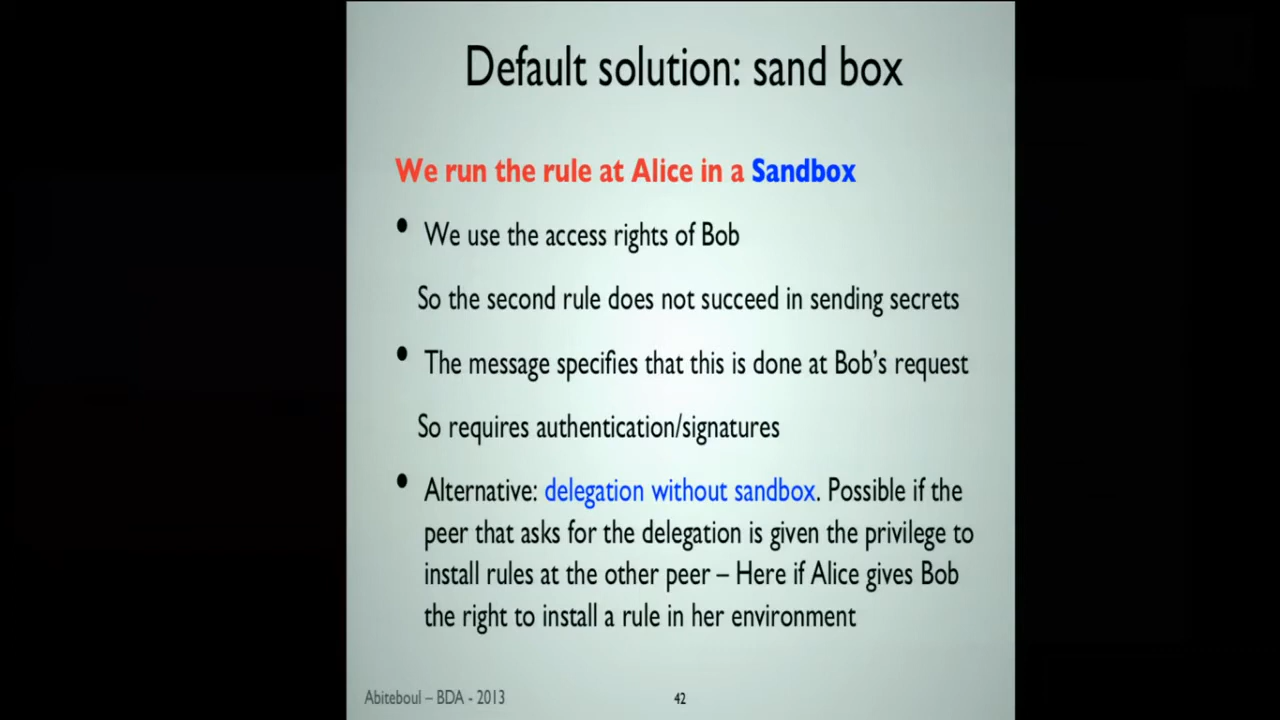 Default solution: sand box
We run the rule at Alice in a Sandbox
• We use the access rights of Bob
So the second rule does not succeed in sending secrets
• The message specifies that this is done at Bob's request
So requires authentication/signatures
• Alternative: delegation without sandbox. Possible if the
peer that asks for the delegation is given the privilege to
install rules at the other peer – Here if Alice gives Bob
the right to install a rule in her environment
Abiteboul – BDA - 2013
42